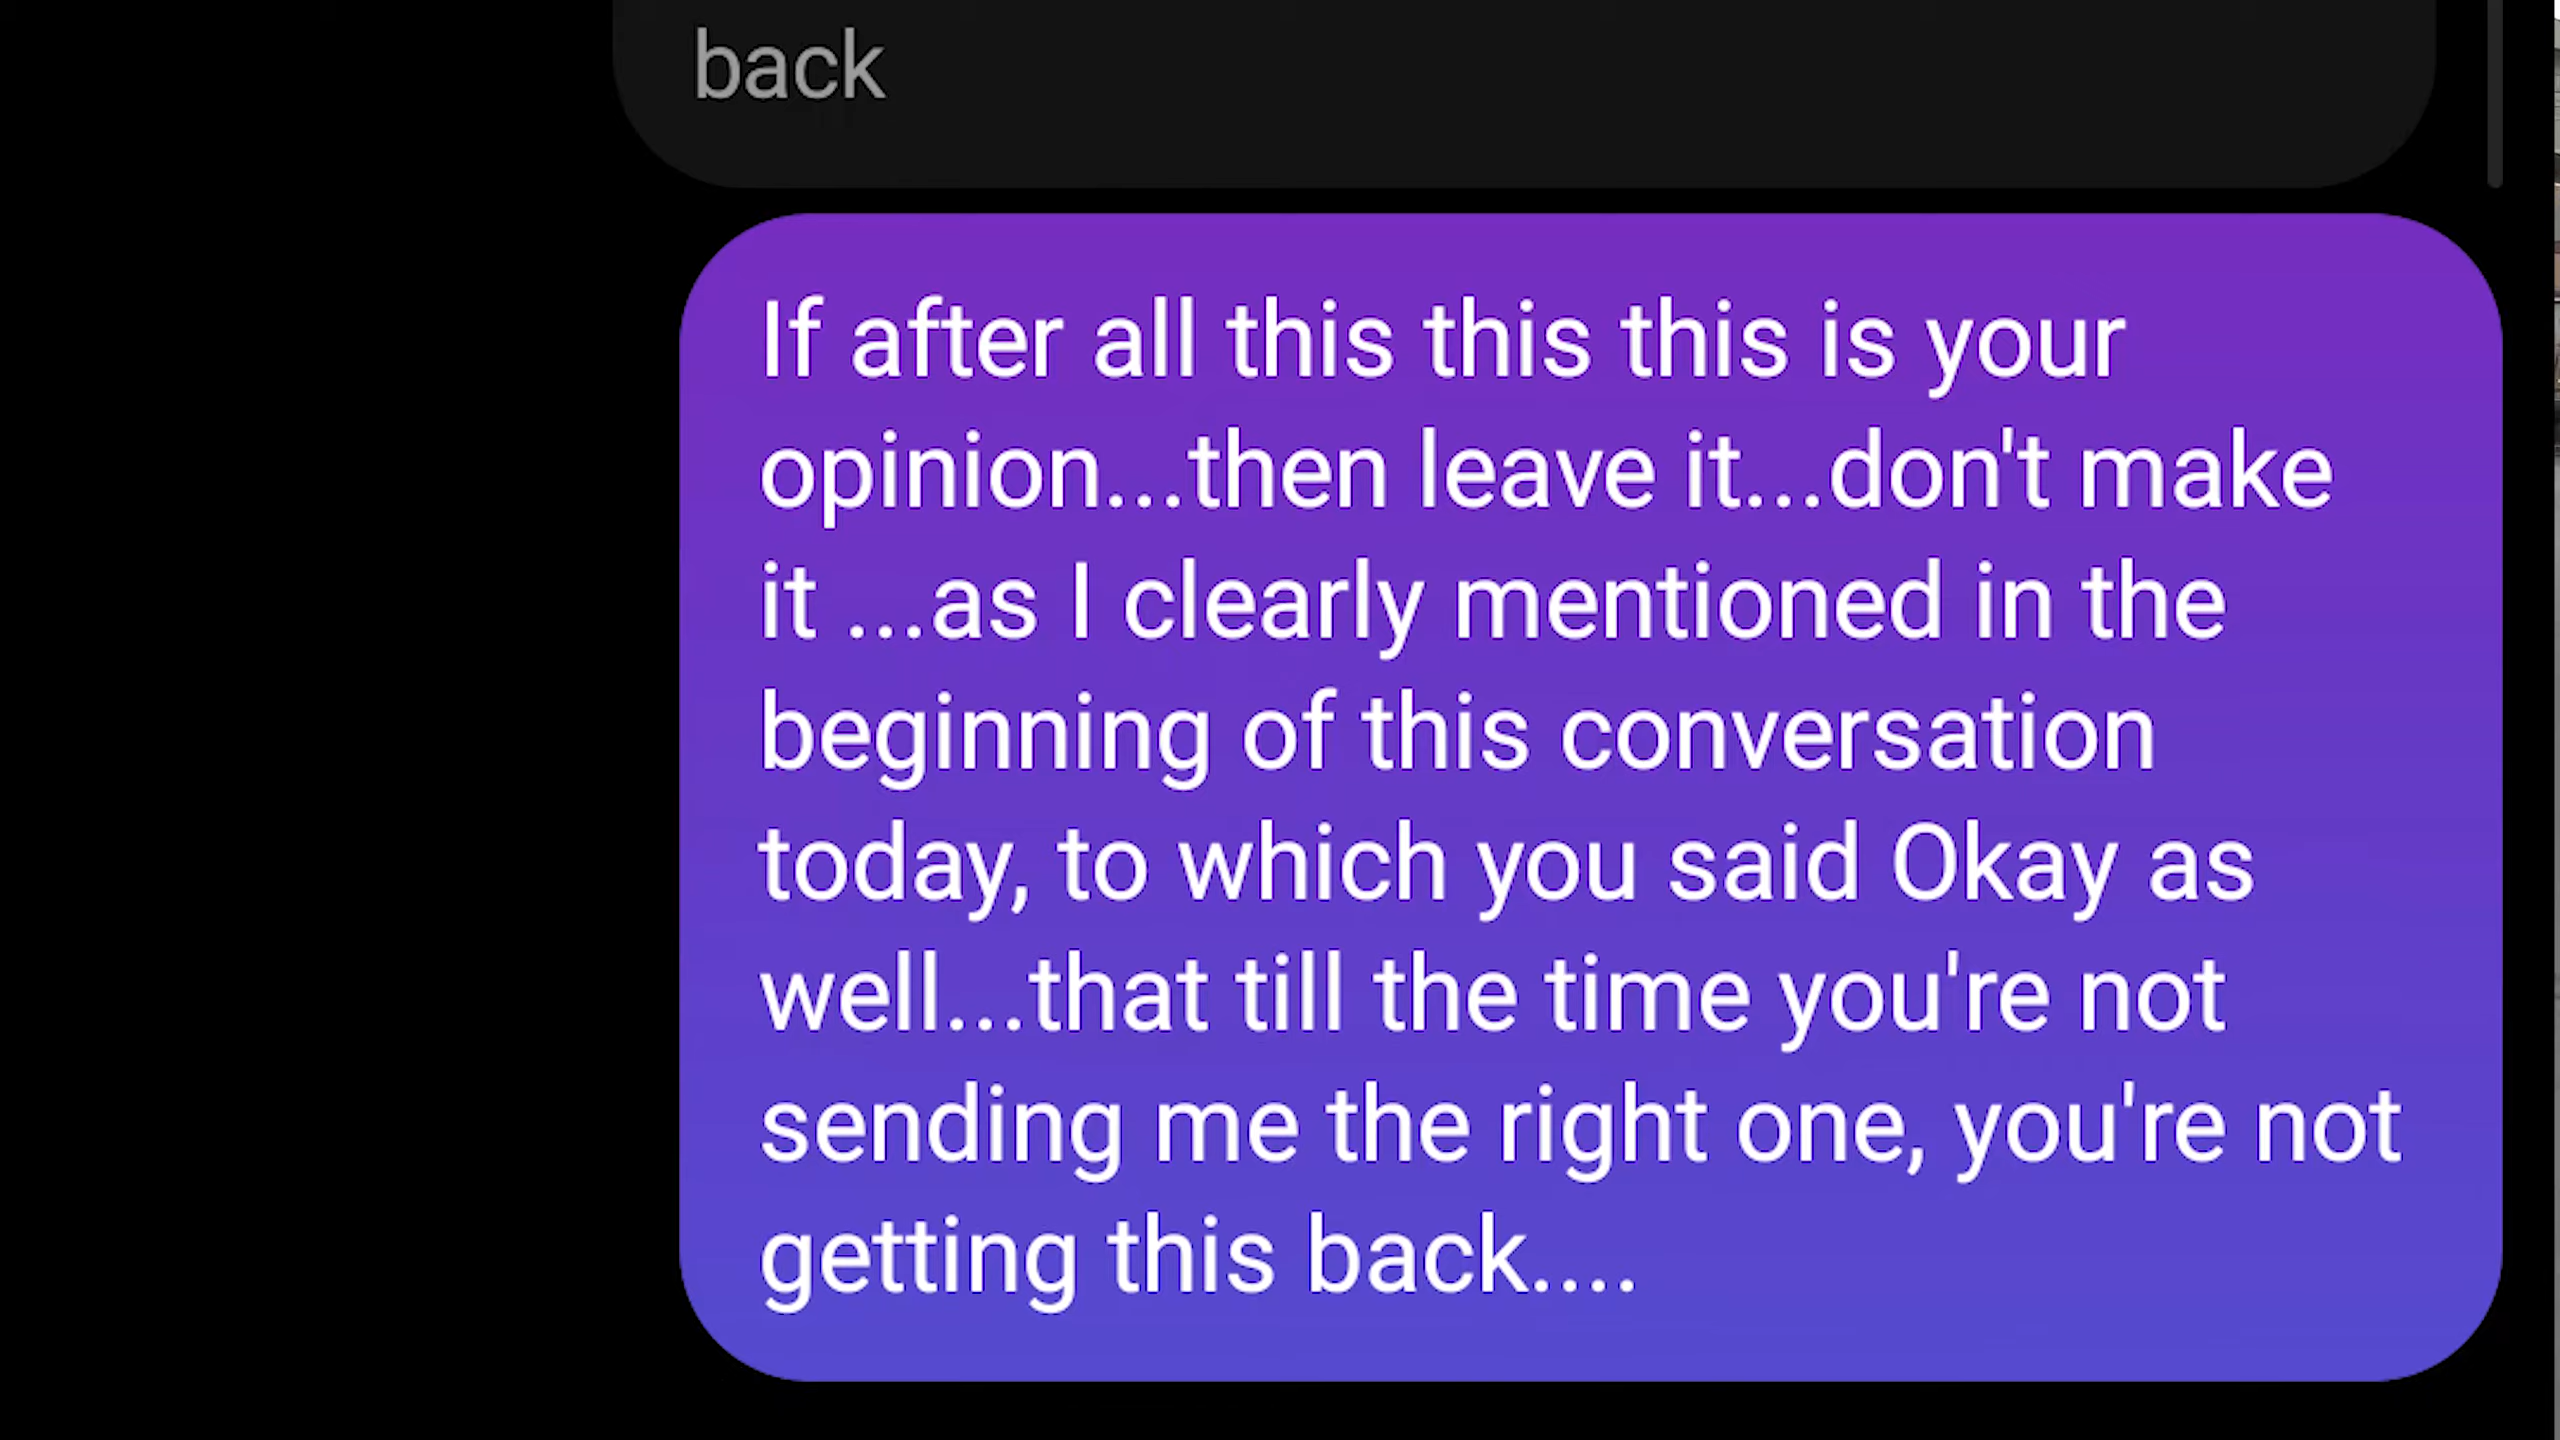 back
If after all this this this is your
opinion...then leave it...don't make
it ...as I clearly mentioned in the
beginning of this conversation
today, to which you said Okay as
well...that till the time you're not
sending me the right one, you're not
getting this back....